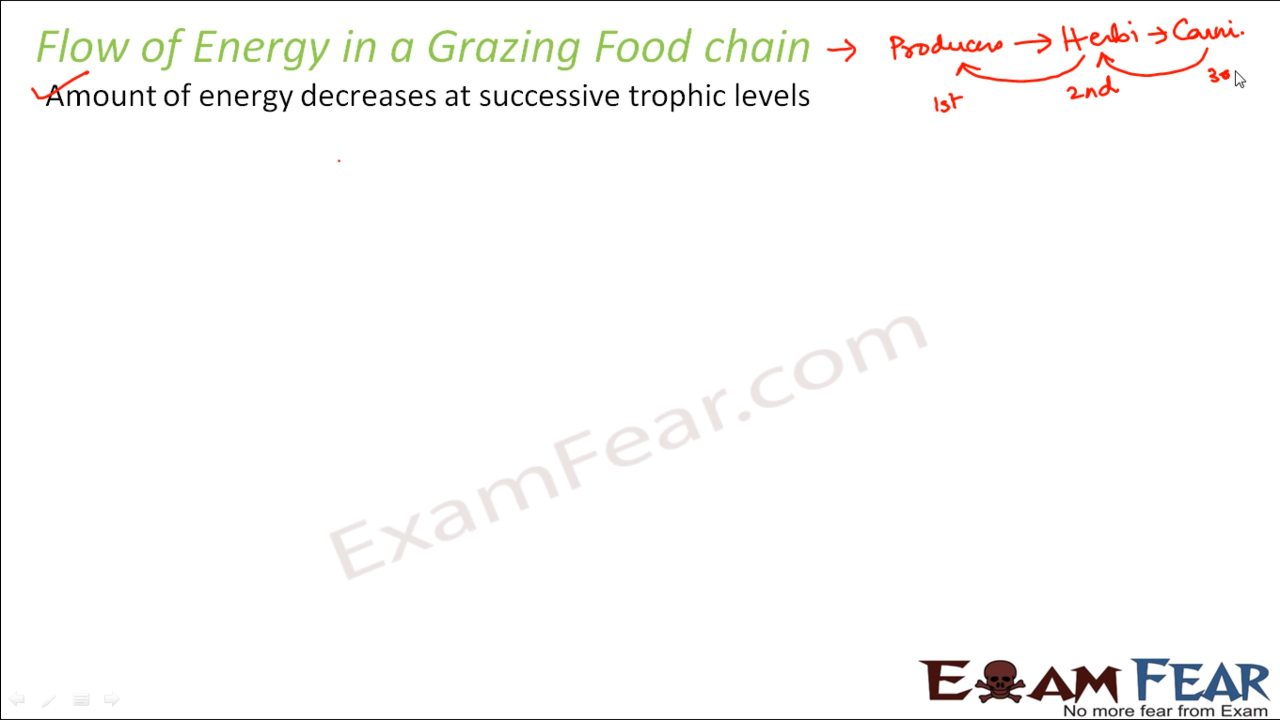 Flow of Energy in a Grazing Food chain → Producers → Herbi → Carni.
Amount of energy decreases at successive trophic levels
1st 2nd
ExamFear.com
EXAM FEAR
No more fear from Exam